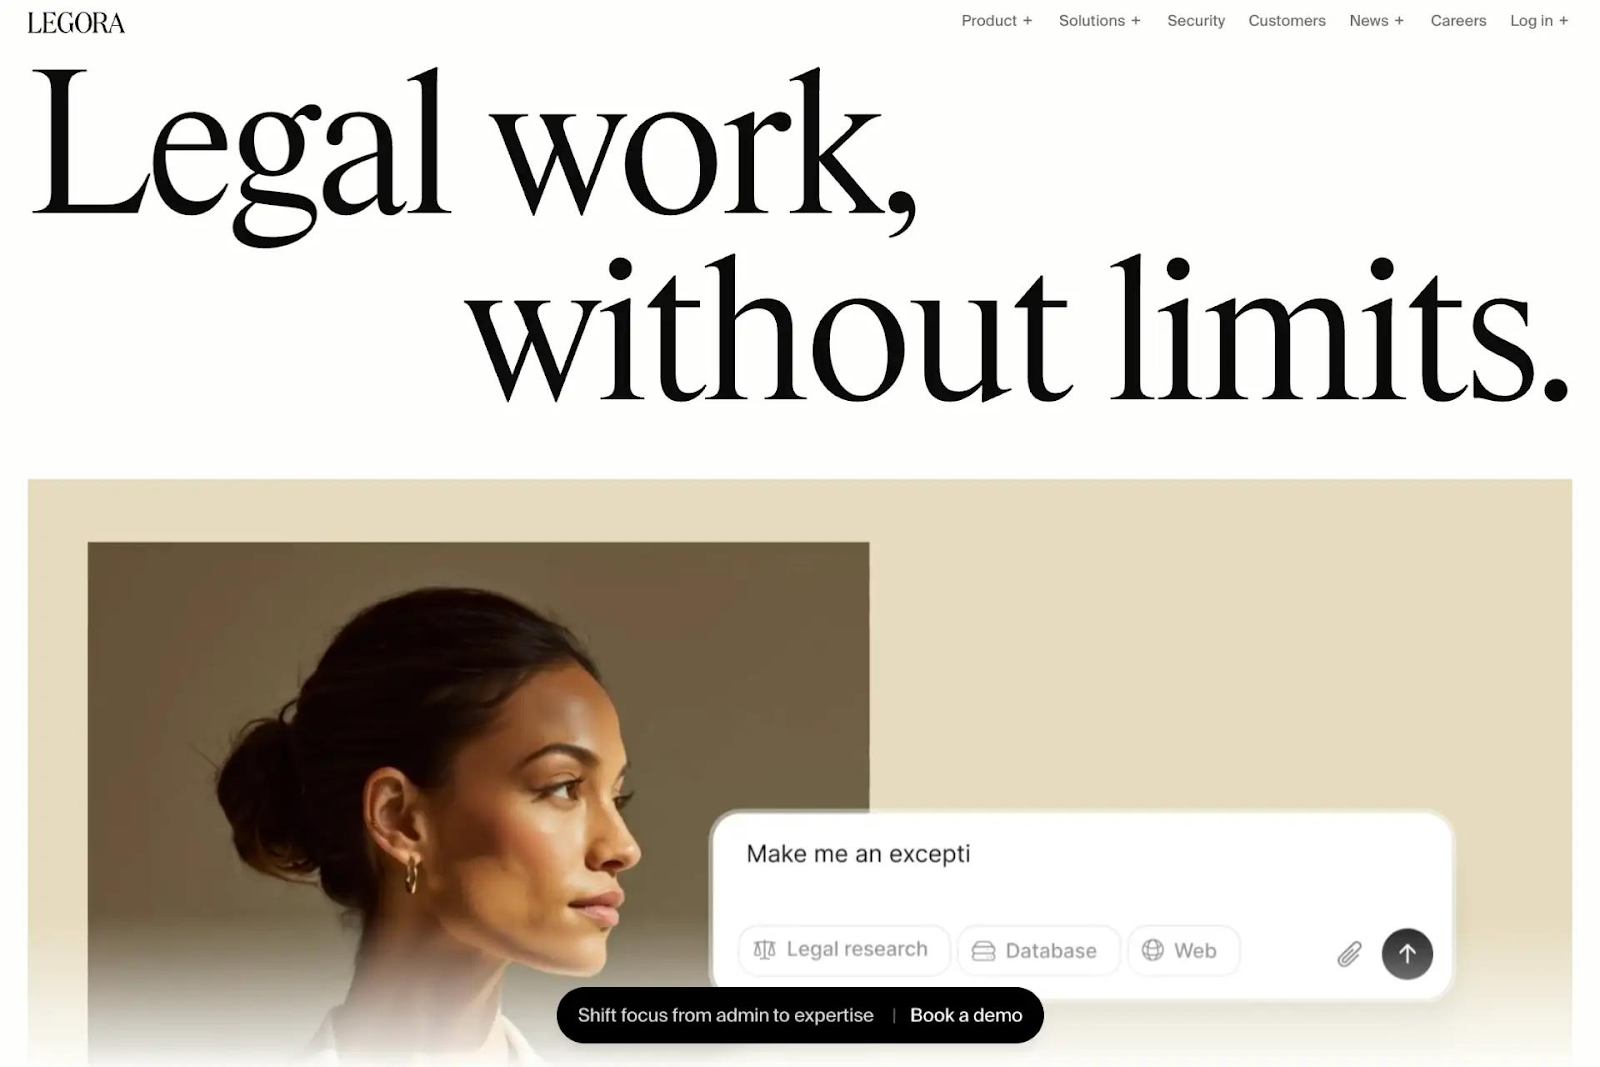 LEGORA
Product + Solutions + Security Customers News + Careers Log in +
Legal work,
without limits.
Make me an excepti
Legal research Database Web
Shift focus from admin to expertise | Book a demo